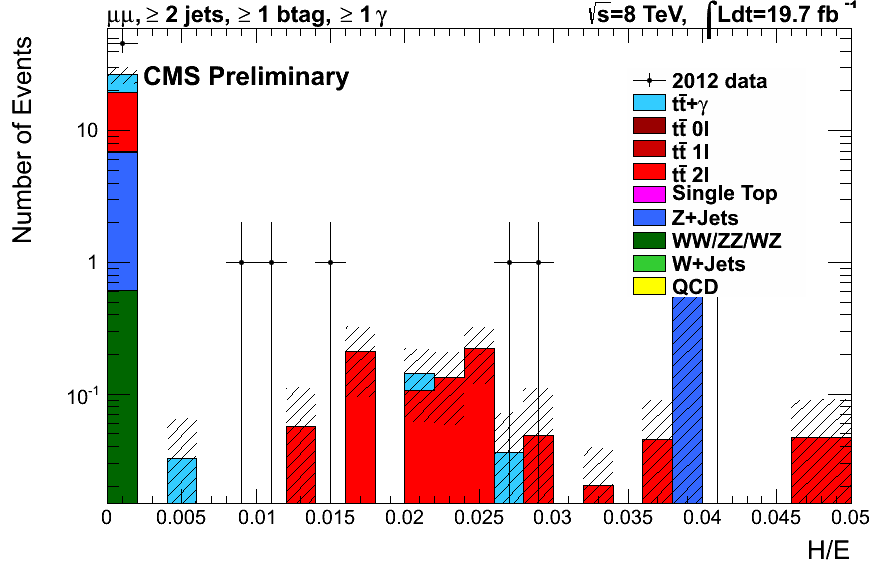 μμ, ≥ 2 jets, ≥ 1 btag, ≥ 1 γ √s=8 TeV, ∫Ldt=19.7 fb⁻¹
CMS Preliminary
2012 data
tt̄+γ
tt̄ 0l
tt̄ 1l
tt̄ 2l
Single Top
Z+Jets
WW/ZZ/WZ
W+Jets
QCD
Number of Events
10
1
10⁻¹
0 0.005 0.01 0.015 0.02 0.025 0.03 0.035 0.04 0.045 0.05
H/E